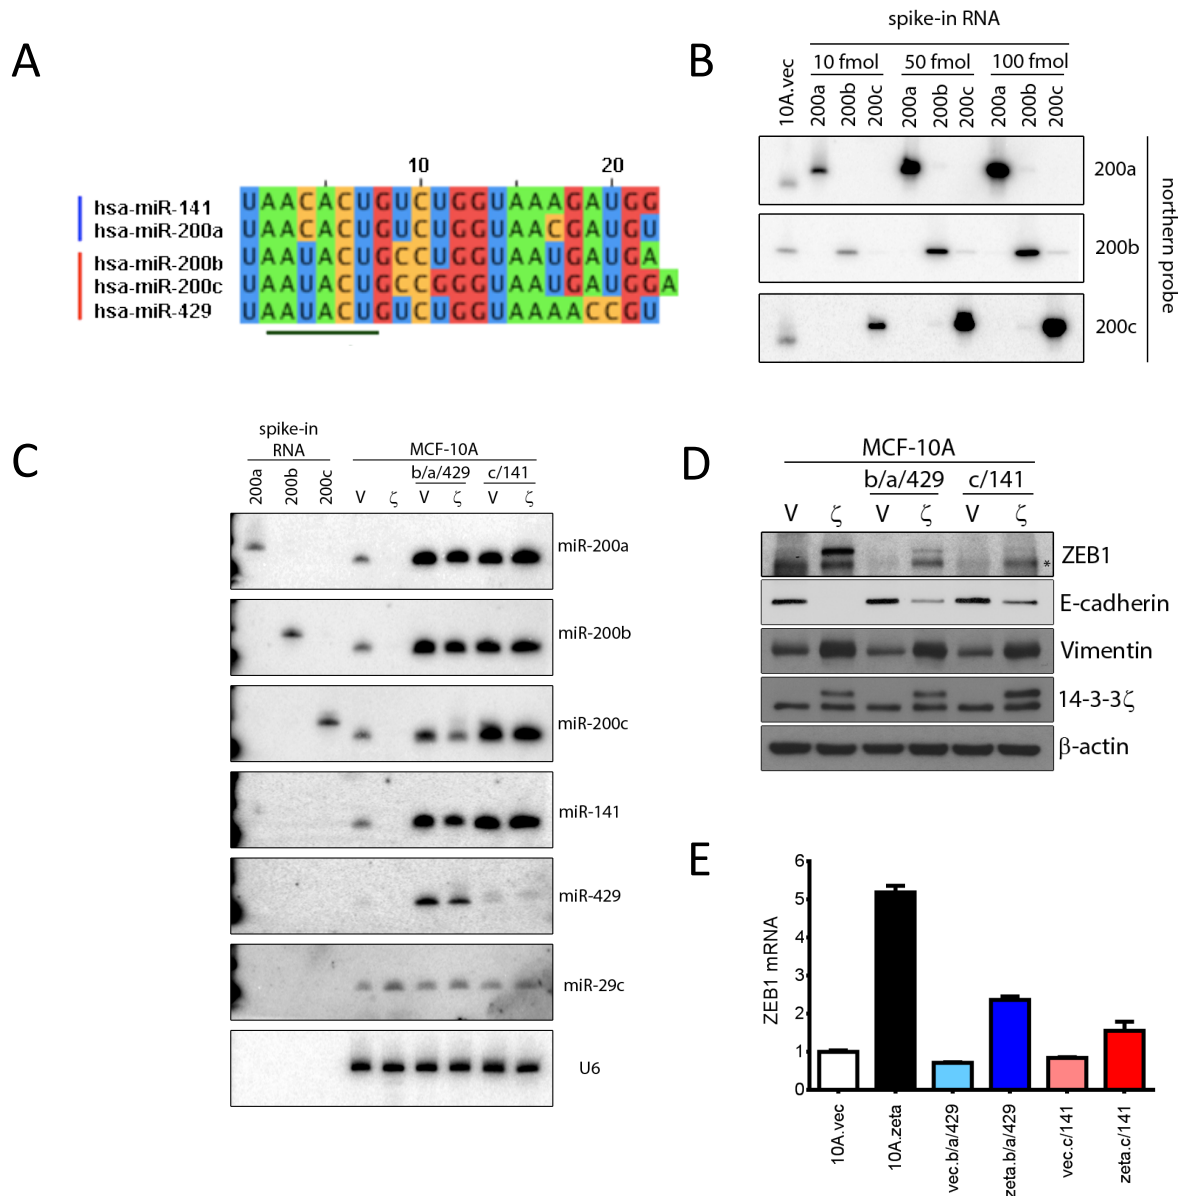 A
10
20
hsa-miR-141
UAACACUGUCUGGUAAAGAUGG
hsa-miR-200a
UAACACUGUCUGGUAACGAUGU
hsa-miR-200b
UAAUACUGCCUGGUAAUGAUGA
hsa-miR-200c
UAAUACUGCCGGGUAAUGAUGGA
hsa-miR-429
UAAUACUGUCUGGUAAAACCGU
B
spike-in RNA
10 fmol
50 fmol
100 fmol
10A.vec
200a
200b
200c
200a
200b
200c
200a
200b
200c
200a
200b
200c
northern probe
C
spike-in
RNA
MCF-10A
b/a/429
c/141
200a
200b
200c
V
ζ
V
ζ
V
ζ
miR-200a
miR-200b
miR-200c
miR-141
miR-429
miR-29c
U6
D
MCF-10A
b/a/429
c/141
V
ζ
V
ζ
V
ζ
* ZEB1
E-cadherin
Vimentin
14-3-3ζ
β-actin
E
ZEB1 mRNA
6
5
4
3
2
1
0
10A.vec
10A.zeta
vec.b/a/429
zeta.b/a/429
vec.c/141
zeta.c/141